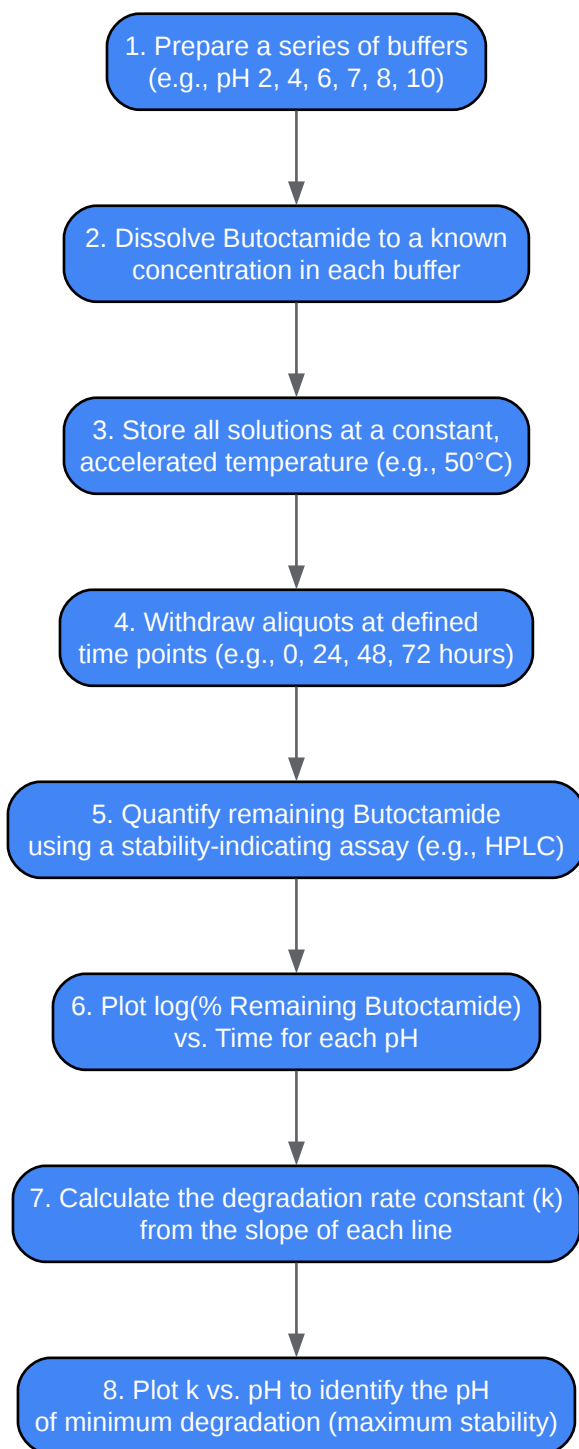 1. Prepare a series of buffers
(e.g., pH 2, 4, 6, 7, 8, 10)
2. Dissolve Butoctamide to a known
concentration in each buffer
3. Store all solutions at a constant,
accelerated temperature (e.g., 50°C)
4. Withdraw aliquots at defined
time points (e.g., 0, 24, 48, 72 hours)
5. Quantify remaining Butoctamide
using a stability-indicating assay (e.g., HPLC)
6. Plot log(% Remaining Butoctamide)
vs. Time for each pH
7. Calculate the degradation rate constant (k)
from the slope of each line
8. Plot k vs. pH to identify the pH
of minimum degradation (maximum stability)